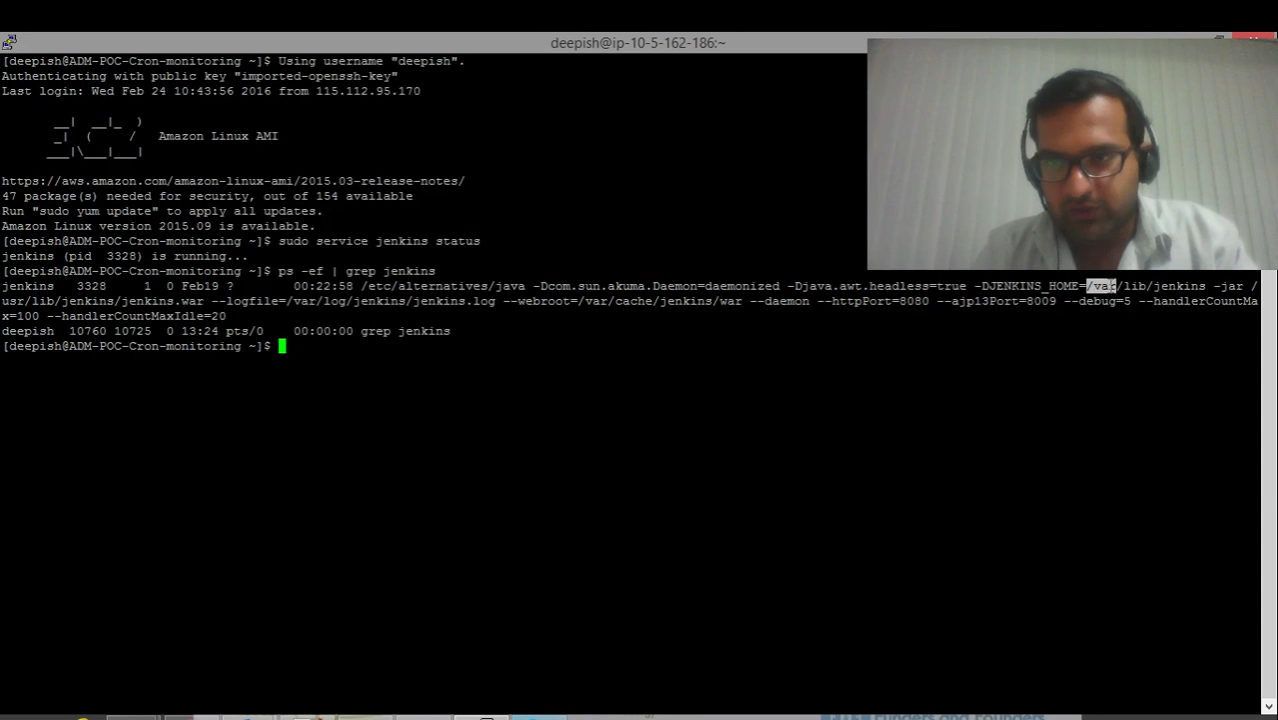 deepish@ip-10-5-162-186:~
[deepish@ADM-POC-Cron-monitoring ~]$ Using username "deepish".
Authenticating with public key "imported-openssh-key"
Last login: Wed Feb 24 10:43:56 2016 from 115.112.95.170
__|  __|_  )
_|  (     /   Amazon Linux AMI
___|\___|___|
https://aws.amazon.com/amazon-linux-ami/2015.03-release-notes/
47 package(s) needed for security, out of 154 available
Run "sudo yum update" to apply all updates.
Amazon Linux version 2015.09 is available.
[deepish@ADM-POC-Cron-monitoring ~]$ sudo service jenkins status
jenkins (pid  3328) is running...
[deepish@ADM-POC-Cron-monitoring ~]$ ps -ef | grep jenkins
jenkins   3328     1  0 Feb19 ?        00:22:58 /etc/alternatives/java -Dcom.sun.akuma.Daemon=daemonized -Djava.awt.headless=true -DJENKINS_HOME=/var/lib/jenkins -jar /
usr/lib/jenkins/jenkins.war --logfile=/var/log/jenkins/jenkins.log --webroot=/var/cache/jenkins/war --daemon --httpPort=8080 --ajp13Port=8009 --debug=5 --handlerCountMa
x=100 --handlerCountMaxIdle=20
deepish  10760 10725  0 13:24 pts/0    00:00:00 grep jenkins
[deepish@ADM-POC-Cron-monitoring ~]$